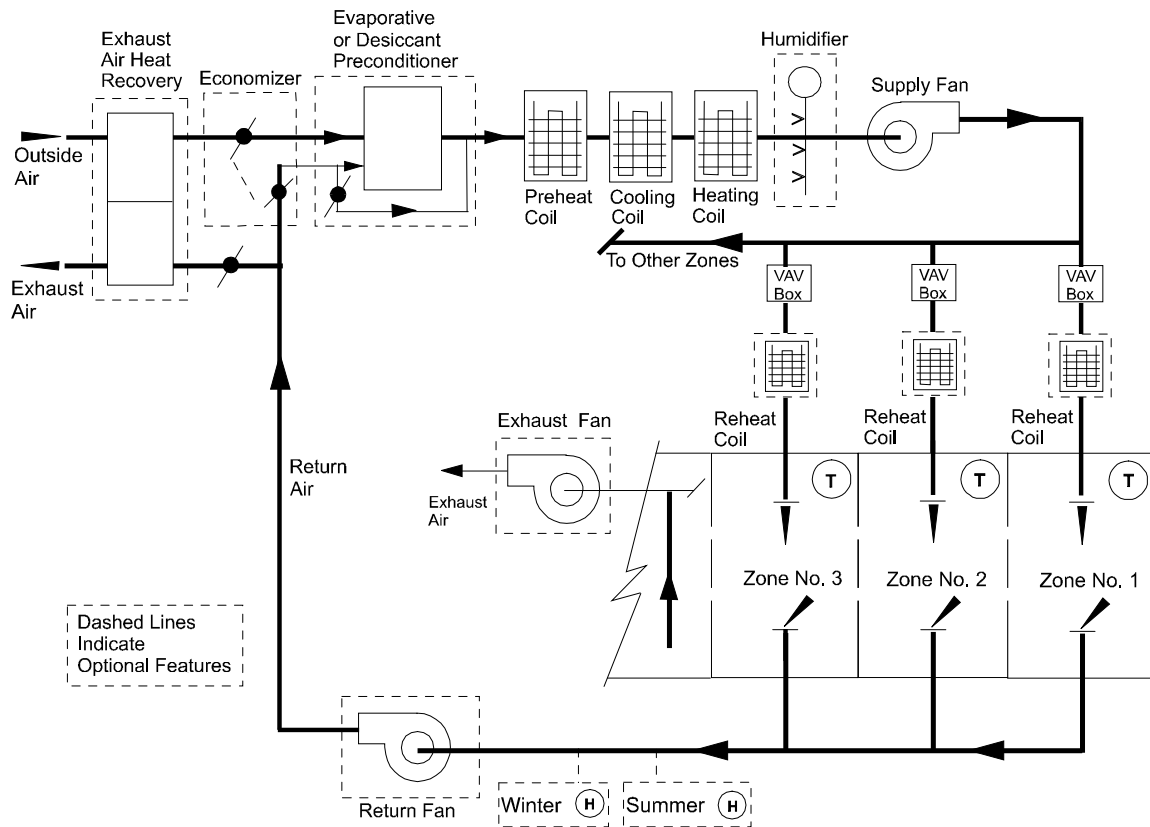 Exhaust
Air Heat
Recovery
Economizer
Evaporative
or Desiccant
Preconditioner
Humidifier
Supply Fan
Outside
Air
Preheat
Coil
Cooling
Coil
Heating
Coil
Exhaust
Air
To Other Zones
VAV
Box
VAV
Box
VAV
Box
Reheat
Coil
Reheat
Coil
Reheat
Coil
Exhaust Fan
Exhaust
Air
Return
Air
T
T
T
Zone No. 3
Zone No. 2
Zone No. 1
Dashed Lines
Indicate
Optional Features
Return Fan
Winter H
Summer H